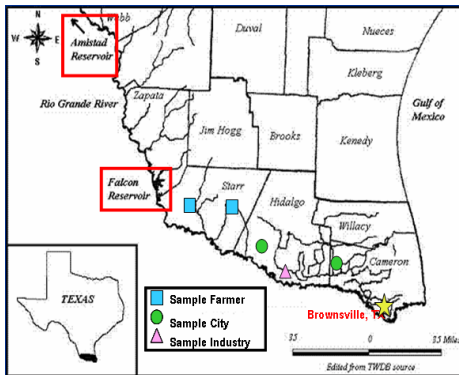 Webb
Duval
Nueces
W
E
S
Amistad
Reservoir
Kleberg
Rio Grande River
Zapata
Gulf of
Mexico
Jim Hogg
Brooks
Kenedy
Falcon
Reservoir
Starr
Hidalgo
Willacy
Cameron
TEXAS
Sample Farmer
Sample City
Sample Industry
Brownsville,
0
Edited from TWDB source